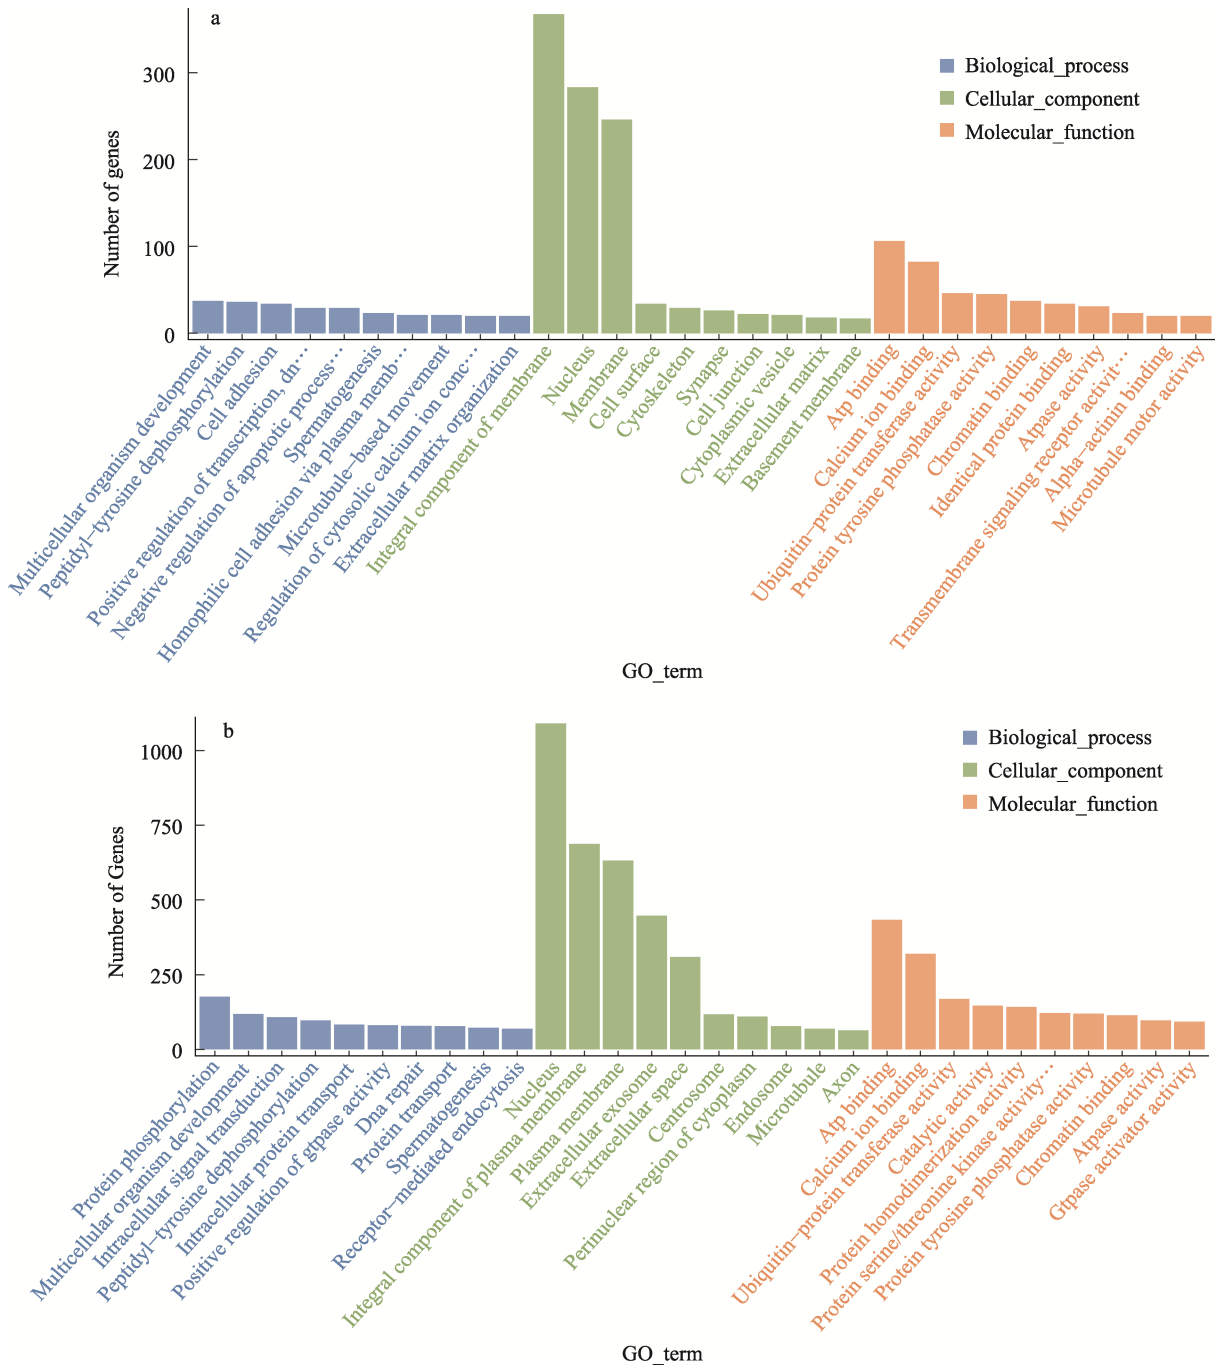 a
Biological_process
Cellular_component
Molecular_function
Number of genes
300
200
100
0
Multicellular organism development
Peptidyl-tyrosine dephosphorylation
Cell adhesion
Positive regulation of transcription, dn…
Negative regulation of apoptotic process…
Spermatogenesis
Homophilic cell adhesion via plasma memb…
Microtubule-based movement
Regulation of cytosolic calcium ion conc…
Extracellular matrix organization
Integral component of membrane
Nucleus
Membrane
Cell surface
Cytoskeleton
Synapse
Cell junction
Cytoplasmic vesicle
Extracellular matrix
Basement membrane
Atp binding
Calcium ion binding
Ubiquitin-protein transferase activity
Protein tyrosine phosphatase activity
Chromatin binding
Identical protein binding
Atpase activity
Transmembrane signaling receptor activit…
Alpha-actinin binding
Microtubule motor activity
GO_term
b
Biological_process
Cellular_component
Molecular_function
Number of Genes
1000
750
500
250
0
Protein phosphorylation
Multicellular organism development
Intracellular signal transduction
Peptidyl-tyrosine dephosphorylation
Intracellular protein transport
Positive regulation of gtpase activity
Dna repair
Protein transport
Spermatogenesis
Receptor-mediated endocytosis
Nucleus
Integral component of plasma membrane
Plasma membrane
Extracellular exosome
Extracellular space
Centrosome
Perinuclear region of cytoplasm
Endosome
Microtubule
Axon
Atp binding
Calcium ion binding
Ubiquitin-protein transferase activity
Catalytic activity
Protein homodimerization activity
Protein serine/threonine kinase activity…
Protein tyrosine phosphatase activity
Chromatin binding
Atpase activity
Gtpase activator activity
GO_term